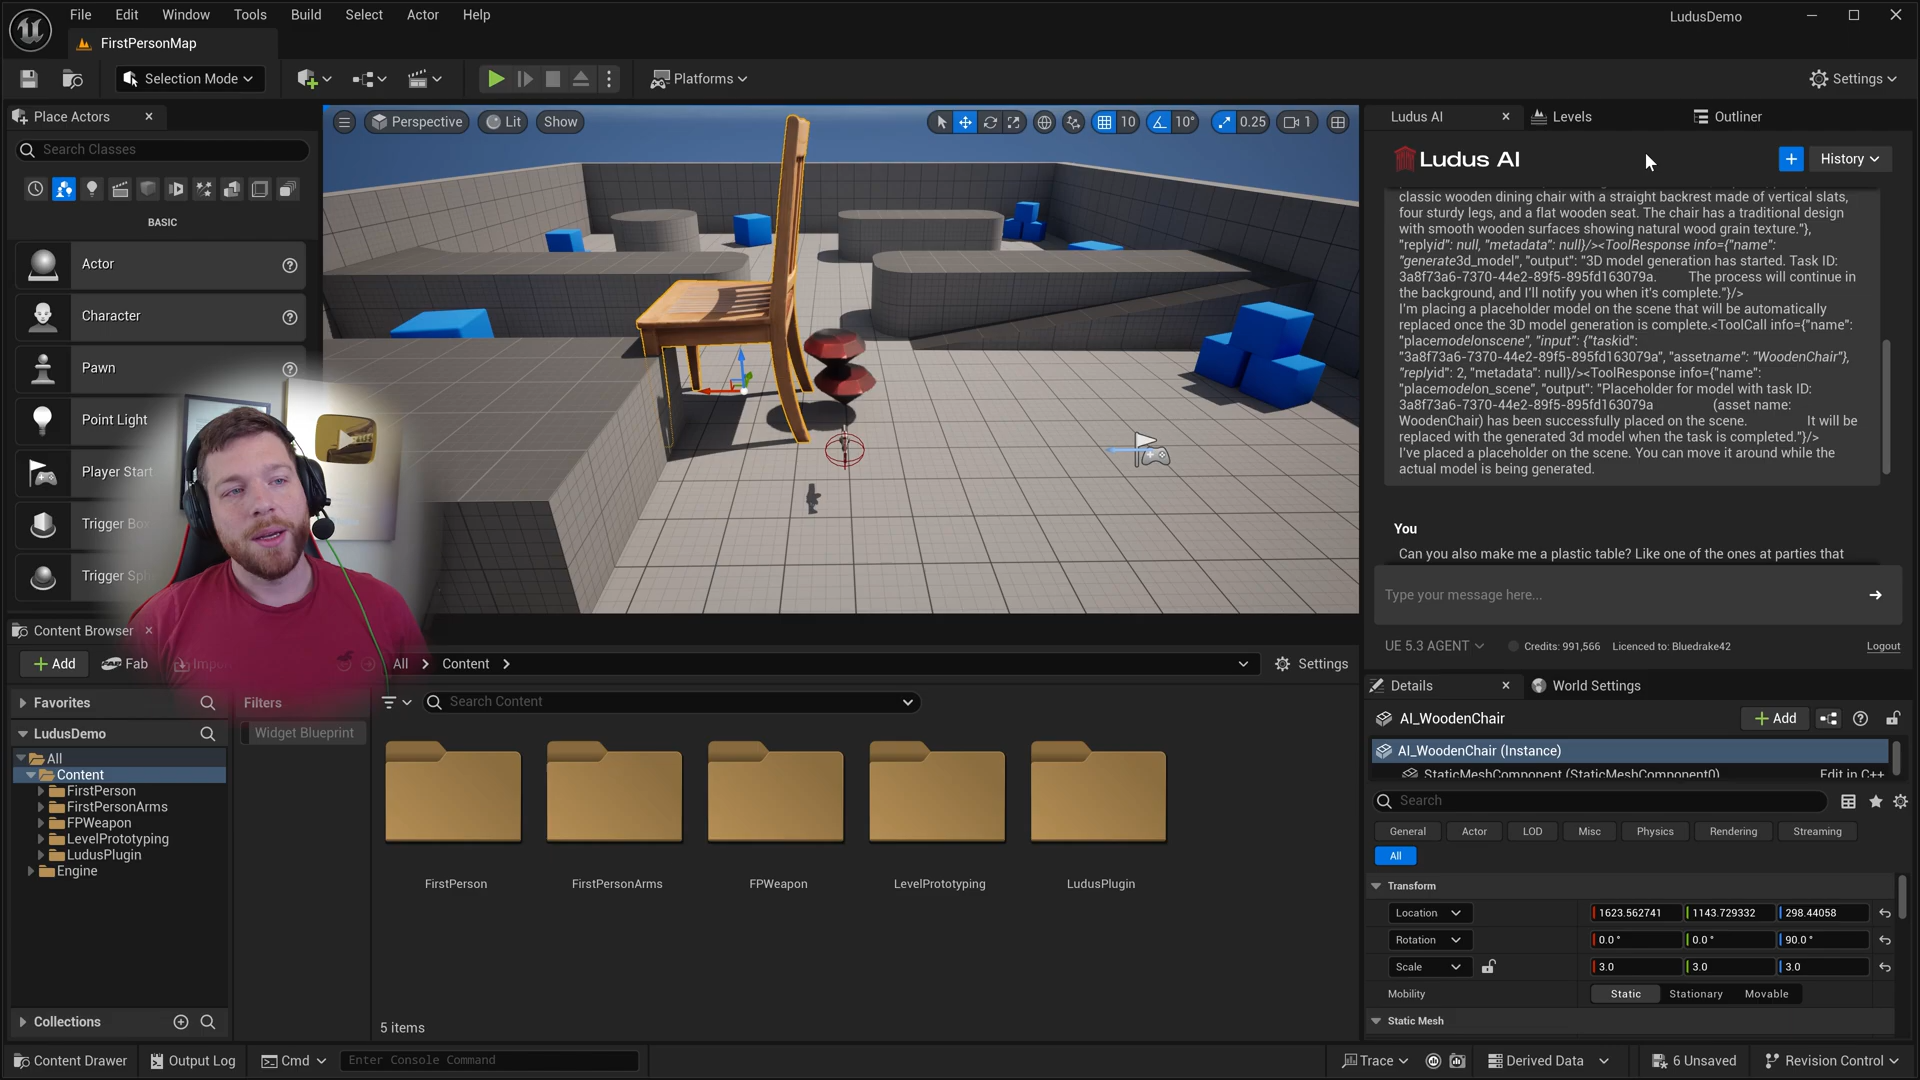 File Edit Window Tools Build Select Actor Help
LudusDemo
FirstPersonMap
Selection Mode
Platforms
Settings
Place Actors
Search Classes
BASIC
Actor
Character
Pawn
Point Light
Player Start
Trigger Box
Trigger Sph
Perspective
Lit
Show
10
10°
0.25
1
Ludus AI
Levels
Outliner
Ludus AI
History
classic wooden dining chair with a straight backrest made of vertical slats,
four sturdy legs, and a flat wooden seat. The chair has a traditional design
with smooth wooden surfaces showing natural wood grain texture."},
"replyid": null, "metadata": null}/><ToolResponse info={"name":
"generate3d_model", "output": "3D model generation has started. Task ID:
3a8f73a6-7370-44e2-89f5-895fd163079a. The process will continue in
the background, and I'll notify you when it's complete."}/>
I'm placing a placeholder model on the scene that will be automatically
replaced once the 3D model generation is complete.<ToolCall info={"name":
"placemodelonscene", "input": {"taskid":
"3a8f73a6-7370-44e2-89f5-895fd163079a", "assetname": "WoodenChair"},
"replyid": 2, "metadata": null}/><ToolResponse info={"name":
"placemodelon_scene", "output": "Placeholder for model with task ID:
3a8f73a6-7370-44e2-89f5-895fd163079a (asset name:
WoodenChair) has been successfully placed on the scene. It will be
replaced with the generated 3d model when the task is completed."}/>
I've placed a placeholder on the scene. You can move it around while the
actual model is being generated.
You
Can you also make me a plastic table? Like one of the ones at parties that
Type your message here...
UE 5.3 AGENT
Credits: 991,566
Licenced to: Bluedrake42
Logout
Content Browser
Add
Fab
Impor
All
Content
Settings
Favorites
Filters
Search Content
LudusDemo
Widget Blueprint
All
Content
FirstPerson
FirstPersonArms
FPWeapon
LevelPrototyping
LudusPlugin
Engine
Collections
FirstPerson
FirstPersonArms
FPWeapon
LevelPrototyping
LudusPlugin
5 items
Details
World Settings
AI_WoodenChair
Add
AI_WoodenChair (Instance)
StaticMeshComponent (StaticMeshComponent0)
Edit in C++
Search
General
Actor
LOD
Misc
Physics
Rendering
Streaming
All
Transform
Location
1623.562741
1143.729332
298.44058
Rotation
0.0 °
0.0 °
90.0 °
Scale
3.0
3.0
3.0
Mobility
Static
Stationary
Movable
Static Mesh
Content Drawer
Output Log
Cmd
Enter Console Command
Trace
Derived Data
6 Unsaved
Revision Control